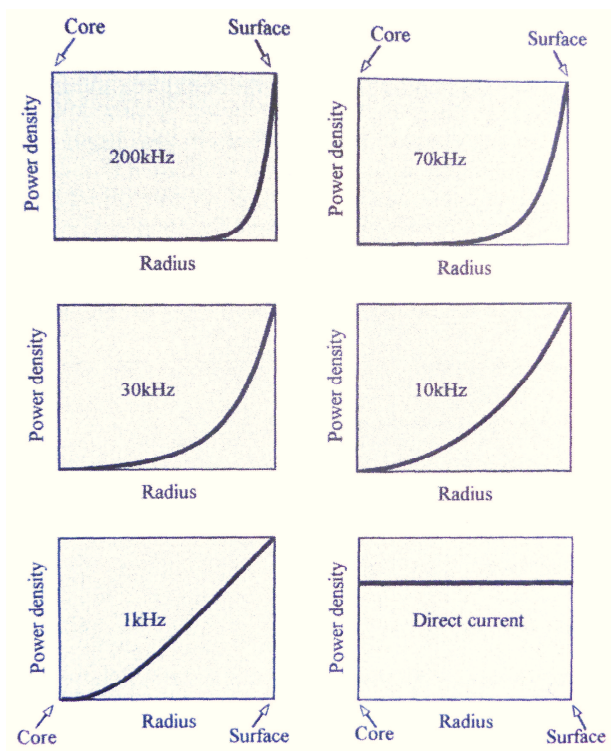 Core Surface
Power density
200kHz
Radius
Core Surface
Power density
70kHz
Radius
Power density
30kHz
Radius
Power density
10kHz
Radius
Power density
1kHz
Core Radius Surface
Power density
Direct current
Core Radius Surface